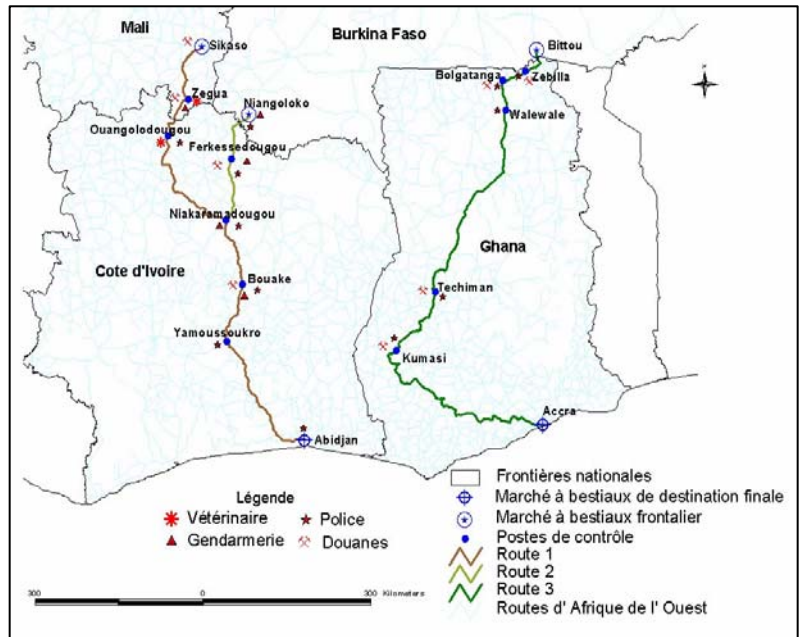 Mali
Burkina Faso
Sikaso
Bittou
Bolgatanga
Zebilla
Zegua
Niangoloko
Walewale
Ouangolodougou
Ferkessedougou
Niakaramadougou
Ghana
Cote d'Ivoire
Bouake
Techiman
Yamoussoukro
Kumasi
Accra
Abidjan
Légende
Vétérinaire
Police
Gendarmerie
Douanes
Frontières nationales
Marché à bestiaux de destination finale
Marché à bestiaux frontalier
Postes de contrôle
Route 1
Route 2
Route 3
Routes d' Afrique de l' Ouest
300 0 300 Kilometers